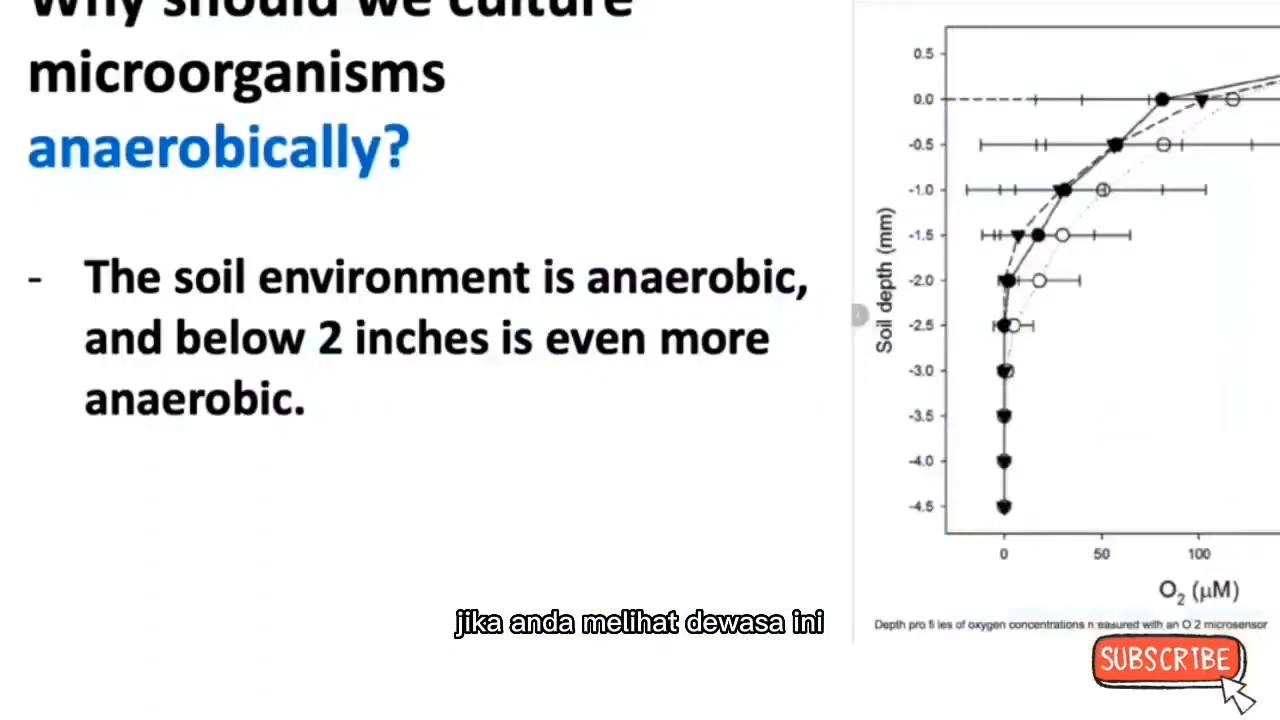 Why should we culture
microorganisms
anaerobically?
- The soil environment is anaerobic,
and below 2 inches is even more
anaerobic.
0.5
0.0
-0.5
-1.0
-1.5
-2.0
-2.5
-3.0
-3.5
-4.0
-4.5
Soil depth (mm)
0 50 100
O2 (μM)
Depth pro fi les of oxygen concentrations measured with an O 2 microsensor
jika anda melihat dewasa ini
SUBSCRIBE